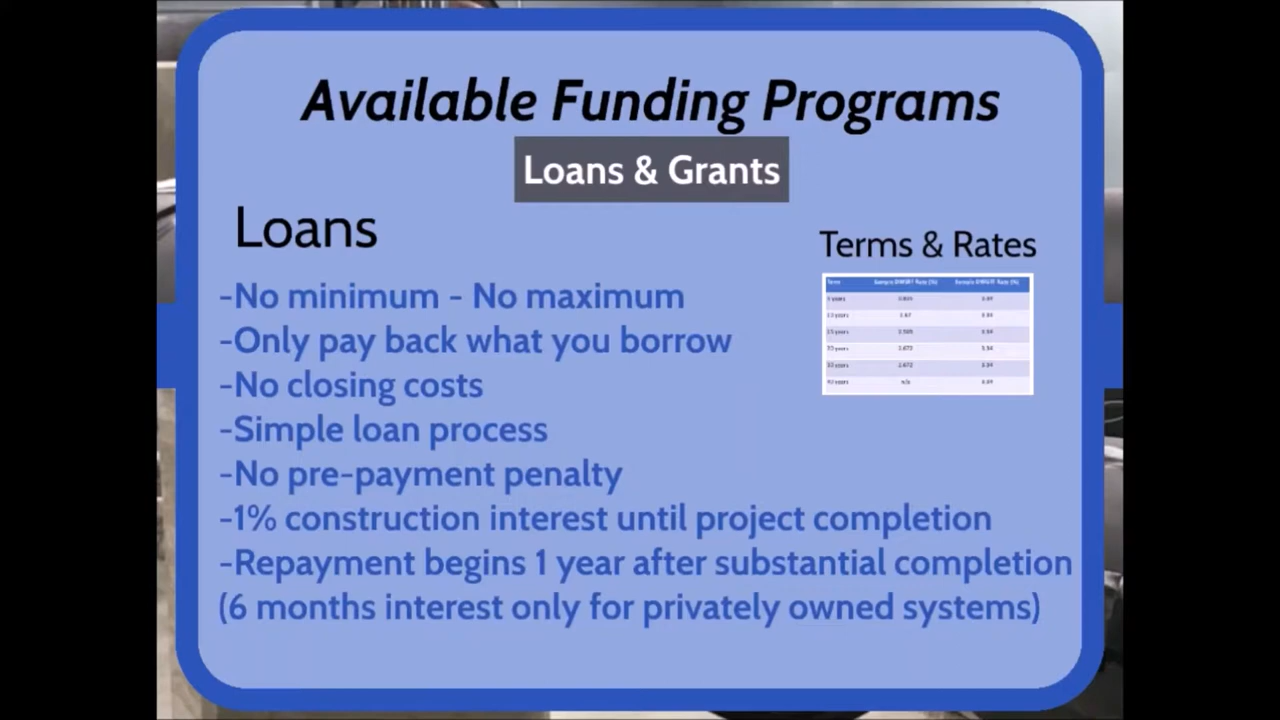 Available Funding Programs
Loans & Grants
Loans
Terms & Rates
-No minimum - No maximum
-Only pay back what you borrow
-No closing costs
-Simple loan process
-No pre-payment penalty
-1% construction interest until project completion
-Repayment begins 1 year after substantial completion
(6 months interest only for privately owned systems)